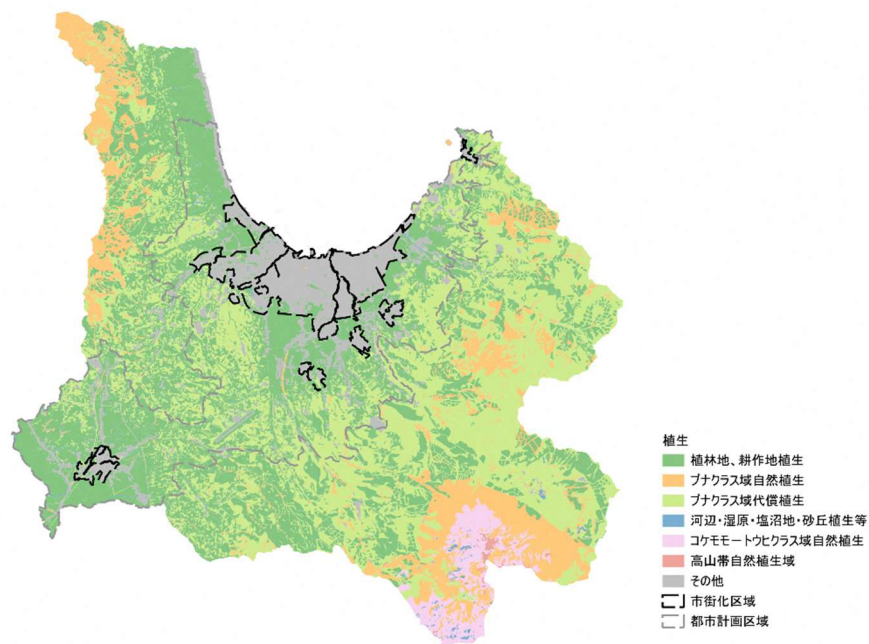 植生
植林地、耕作地植生
ブナクラス域自然植生
ブナクラス域代償植生
河辺・湿原・塩沼地・砂丘植生等
コケモモートウヒクラス域自然植生
高山帯自然植生域
その他
市街化区域
都市計画区域